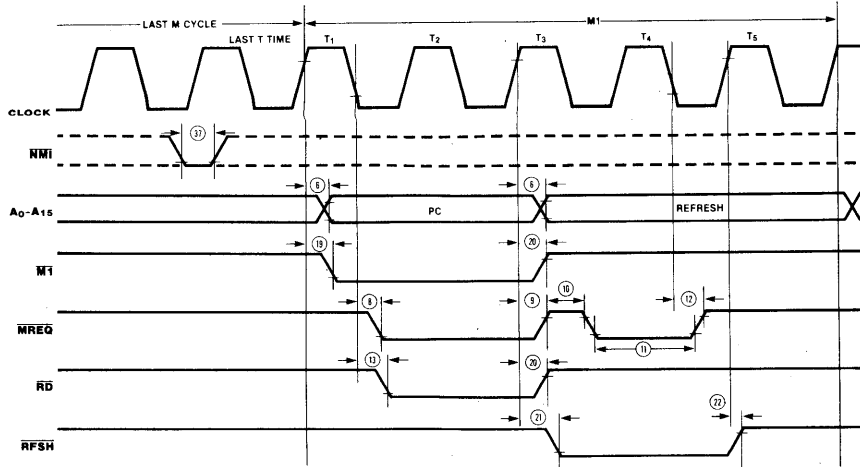 LAST M CYCLE
M1
LAST T TIME
T1
T2
T3
T4
T5
CLOCK
37
NMI
6
6
A0-A15
PC
REFRESH
19
20
M1
8
9
10
12
MREQ
11
13
20
RD
21
22
RFSH